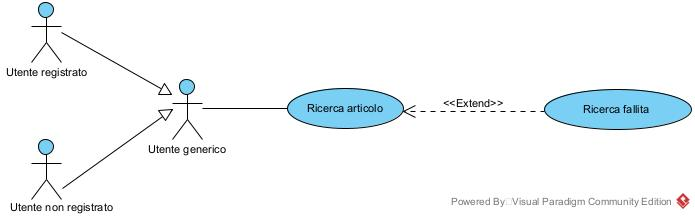 Utente registrato
Utente generico
Utente non registrato
Ricerca articolo
<<Extend>>
Ricerca fallita
Powered By Visual Paradigm Community Edition